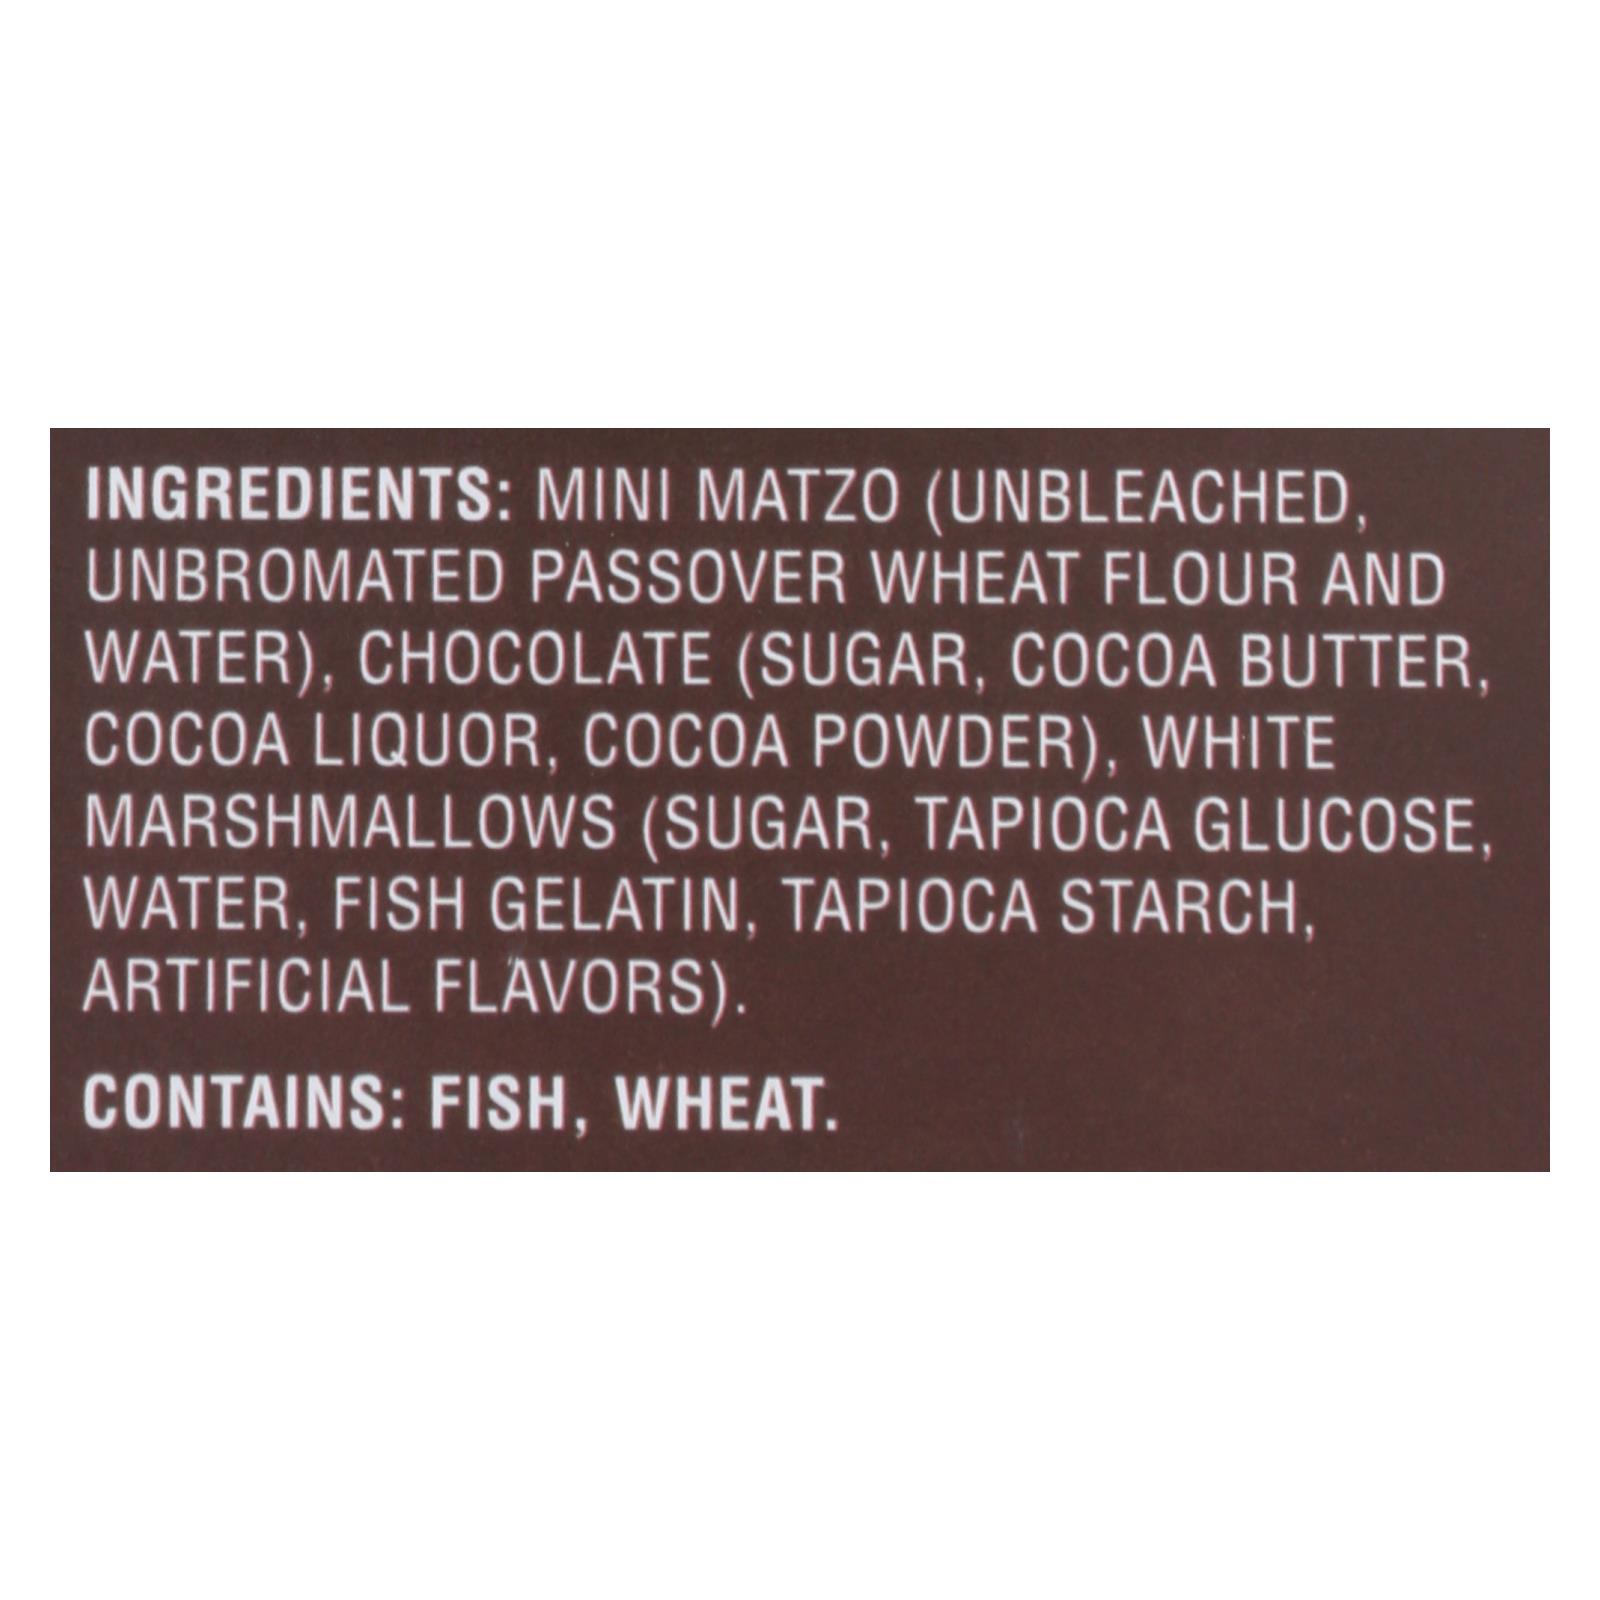 INGREDIENTS: MINI MATZO (UNBLEACHED,
UNBROMATED PASSOVER WHEAT FLOUR AND
WATER), CHOCOLATE (SUGAR, COCOA BUTTER,
COCOA LIQUOR, COCOA POWDER), WHITE
MARSHMALLOWS (SUGAR, TAPIOCA GLUCOSE,
WATER, FISH GELATIN, TAPIOCA STARCH,
ARTIFICIAL FLAVORS).
CONTAINS: FISH, WHEAT.